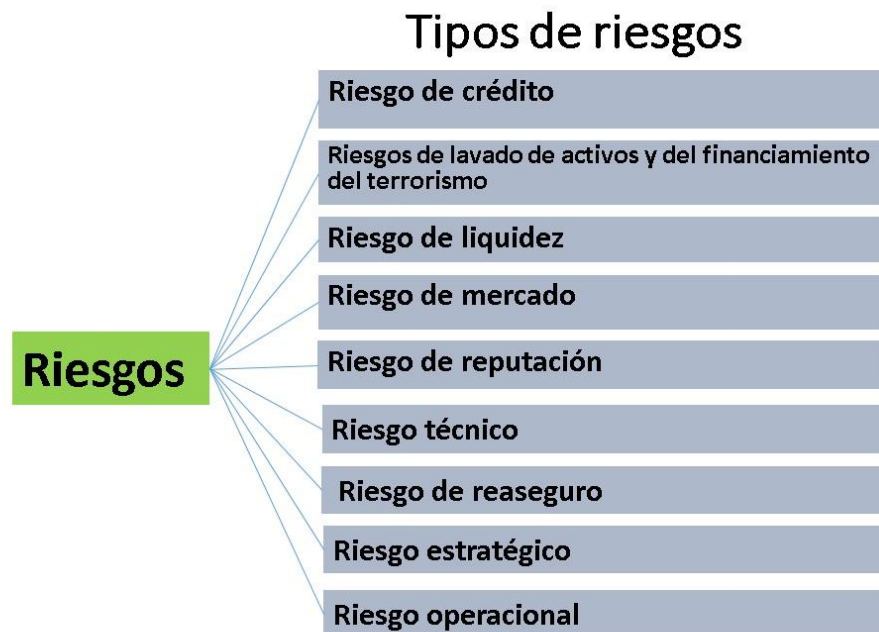 Tipos de riesgos
Riesgos
Riesgo de crédito
Riesgos de lavado de activos y del financiamiento
del terrorismo
Riesgo de liquidez
Riesgo de mercado
Riesgo de reputación
Riesgo técnico
Riesgo de reaseguro
Riesgo estratégico
Riesgo operacional